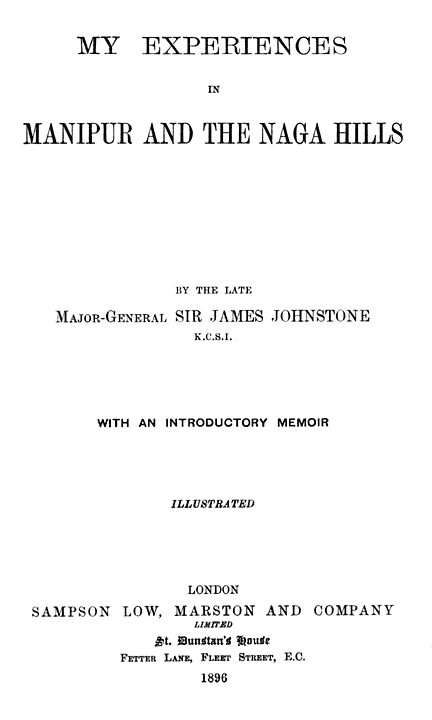 MY EXPERIENCES
IN
MANIPUR AND THE NAGA HILLS
BY THE LATE
MAJOR-GENERAL SIR JAMES JOHNSTONE
K.C.S.I.
WITH AN INTRODUCTORY MEMOIR
ILLUSTRATED
LONDON
SAMPSON LOW, MARSTON AND COMPANY
LIMITED
St. Dunstan's House
FETTER LANE, FLEET STREET, E.C.
1896